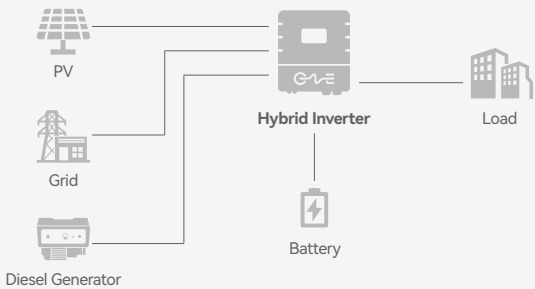 PV
Hybrid Inverter
Load
Grid
Battery
Diesel Generator